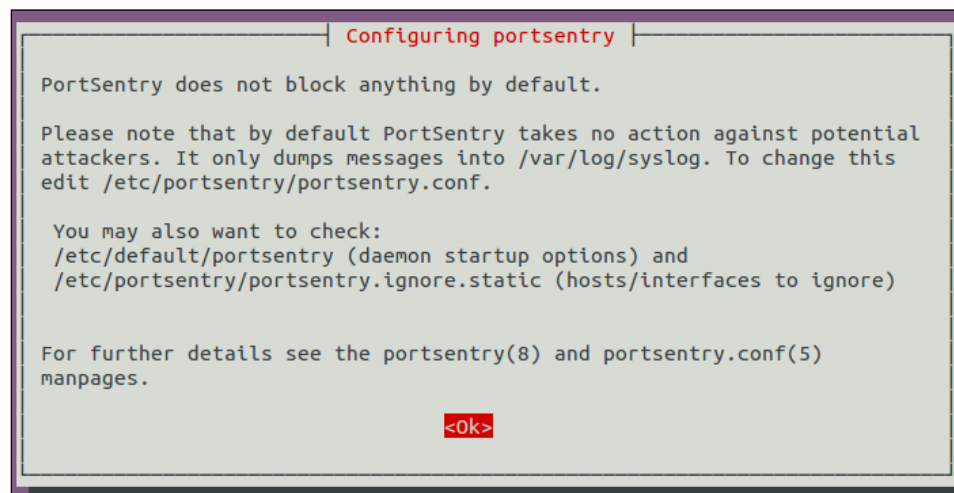 Configuring portsentry
PortSentry does not block anything by default.
Please note that by default PortSentry takes no action against potential
attackers. It only dumps messages into /var/log/syslog. To change this
edit /etc/portsentry/portsentry.conf.
You may also want to check:
/etc/default/portsentry (daemon startup options) and
/etc/portsentry/portsentry.ignore.static (hosts/interfaces to ignore)
For further details see the portsentry(8) and portsentry.conf(5)
manpages.
<Ok>